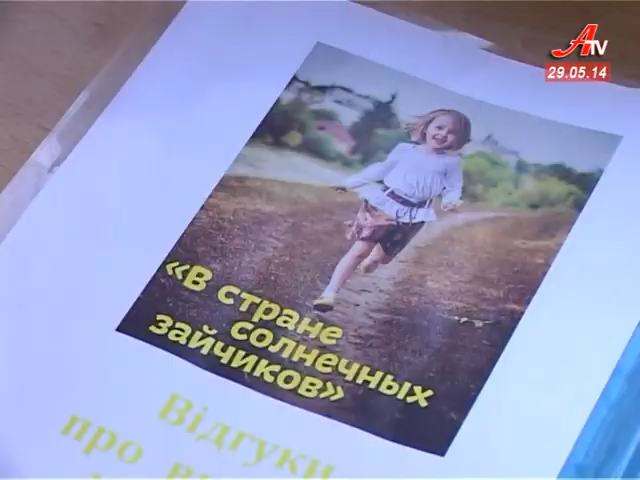 ATV
29.05.14
«В стране
солнечных
зайчиков»
Відгуки
про